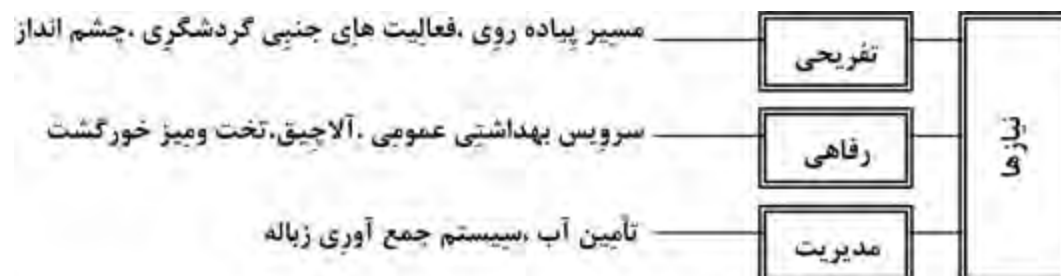 نیازها
تفریحی
مسیر پیاده روی ،فعالیت های جنبی گردشگری ،چشم انداز
رفاهی
سرویس بهداشتی عمومی ،آلاچیق،تخت ومیز خورگشت
مدیریت
تأمین آب ،سیستم جمع آوری زباله